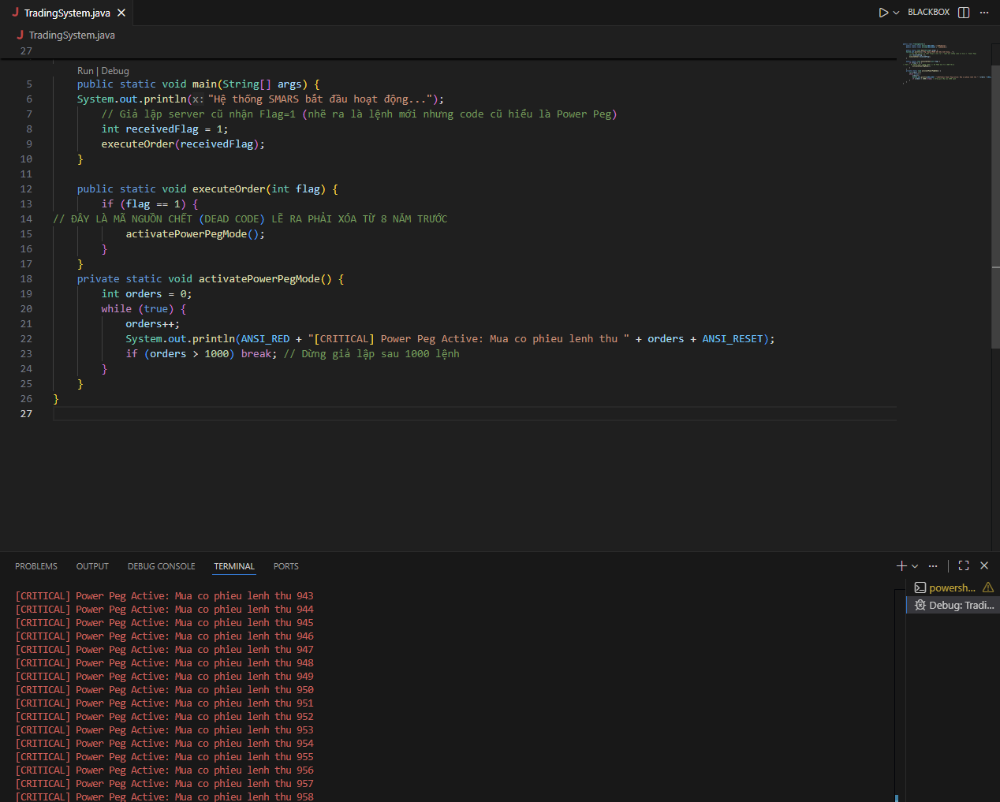 TradingSystem.java
BLACKBOX
TradingSystem.java
27
Run | Debug
5 public static void main(String[] args) {
6 System.out.println(x: "Hệ thống SMARS bắt đầu hoạt động...");
7 // Giả lập server cũ nhận Flag=1 (nhẽ ra là lệnh mới nhưng code cũ hiểu là Power Peg)
8 int receivedFlag = 1;
9 executeOrder(receivedFlag);
10 }
11
12 public static void executeOrder(int flag) {
13 if (flag == 1) {
14 // ĐÂY LÀ MÃ NGUỒN CHẾT (DEAD CODE) LẼ RA PHẢI XÓA TỪ 8 NĂM TRƯỚC
15 activatePowerPegMode();
16 }
17 }
18 private static void activatePowerPegMode() {
19 int orders = 0;
20 while (true) {
21 orders++;
22 System.out.println(ANSI_RED + "[CRITICAL] Power Peg Active: Mua co phieu lenh thu " + orders + ANSI_RESET);
23 if (orders > 1000) break; // Dừng giả lập sau 1000 lệnh
24 }
25 }
26 }
27
PROBLEMS OUTPUT DEBUG CONSOLE TERMINAL PORTS
powersh...
Debug: Tradi...
[CRITICAL] Power Peg Active: Mua co phieu lenh thu 943
[CRITICAL] Power Peg Active: Mua co phieu lenh thu 944
[CRITICAL] Power Peg Active: Mua co phieu lenh thu 945
[CRITICAL] Power Peg Active: Mua co phieu lenh thu 946
[CRITICAL] Power Peg Active: Mua co phieu lenh thu 947
[CRITICAL] Power Peg Active: Mua co phieu lenh thu 948
[CRITICAL] Power Peg Active: Mua co phieu lenh thu 949
[CRITICAL] Power Peg Active: Mua co phieu lenh thu 950
[CRITICAL] Power Peg Active: Mua co phieu lenh thu 951
[CRITICAL] Power Peg Active: Mua co phieu lenh thu 952
[CRITICAL] Power Peg Active: Mua co phieu lenh thu 953
[CRITICAL] Power Peg Active: Mua co phieu lenh thu 954
[CRITICAL] Power Peg Active: Mua co phieu lenh thu 955
[CRITICAL] Power Peg Active: Mua co phieu lenh thu 956
[CRITICAL] Power Peg Active: Mua co phieu lenh thu 957
[CRITICAL] Power Peg Active: Mua co phieu lenh thu 958